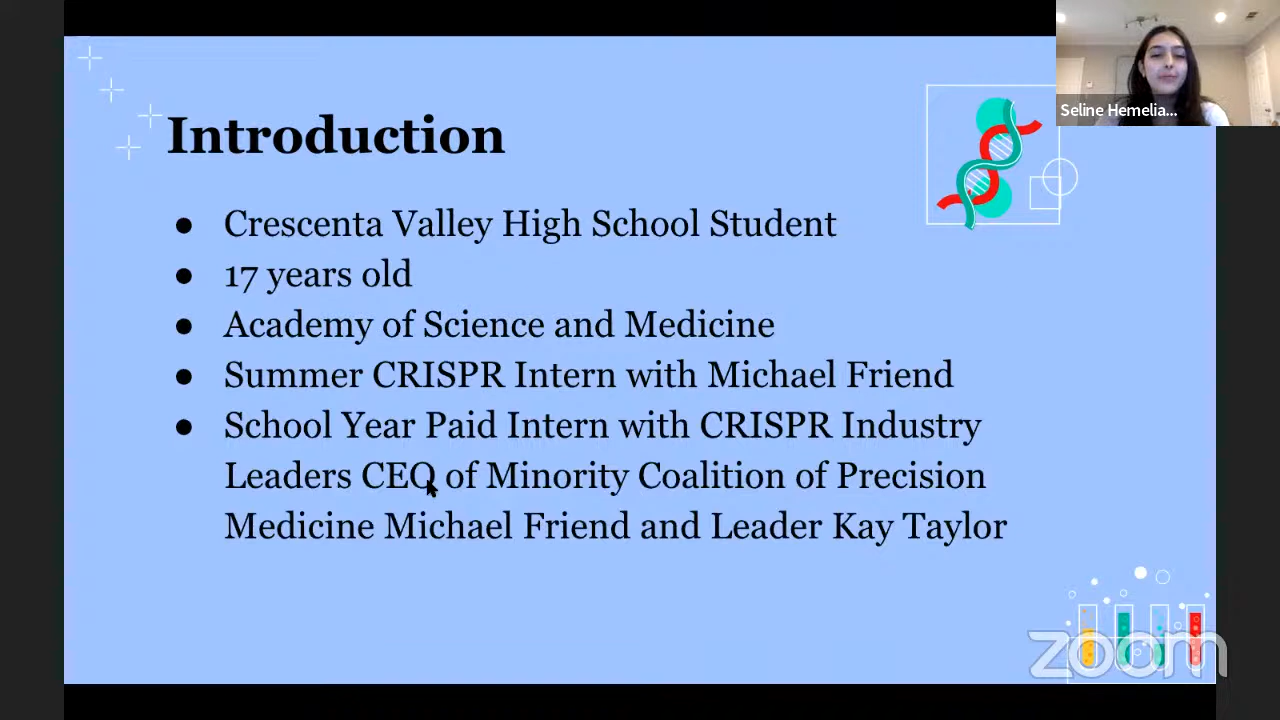 Seline Hemelia...
Introduction
● Crescenta Valley High School Student
● 17 years old
● Academy of Science and Medicine
● Summer CRISPR Intern with Michael Friend
● School Year Paid Intern with CRISPR Industry
Leaders CEO of Minority Coalition of Precision
Medicine Michael Friend and Leader Kay Taylor
zoom